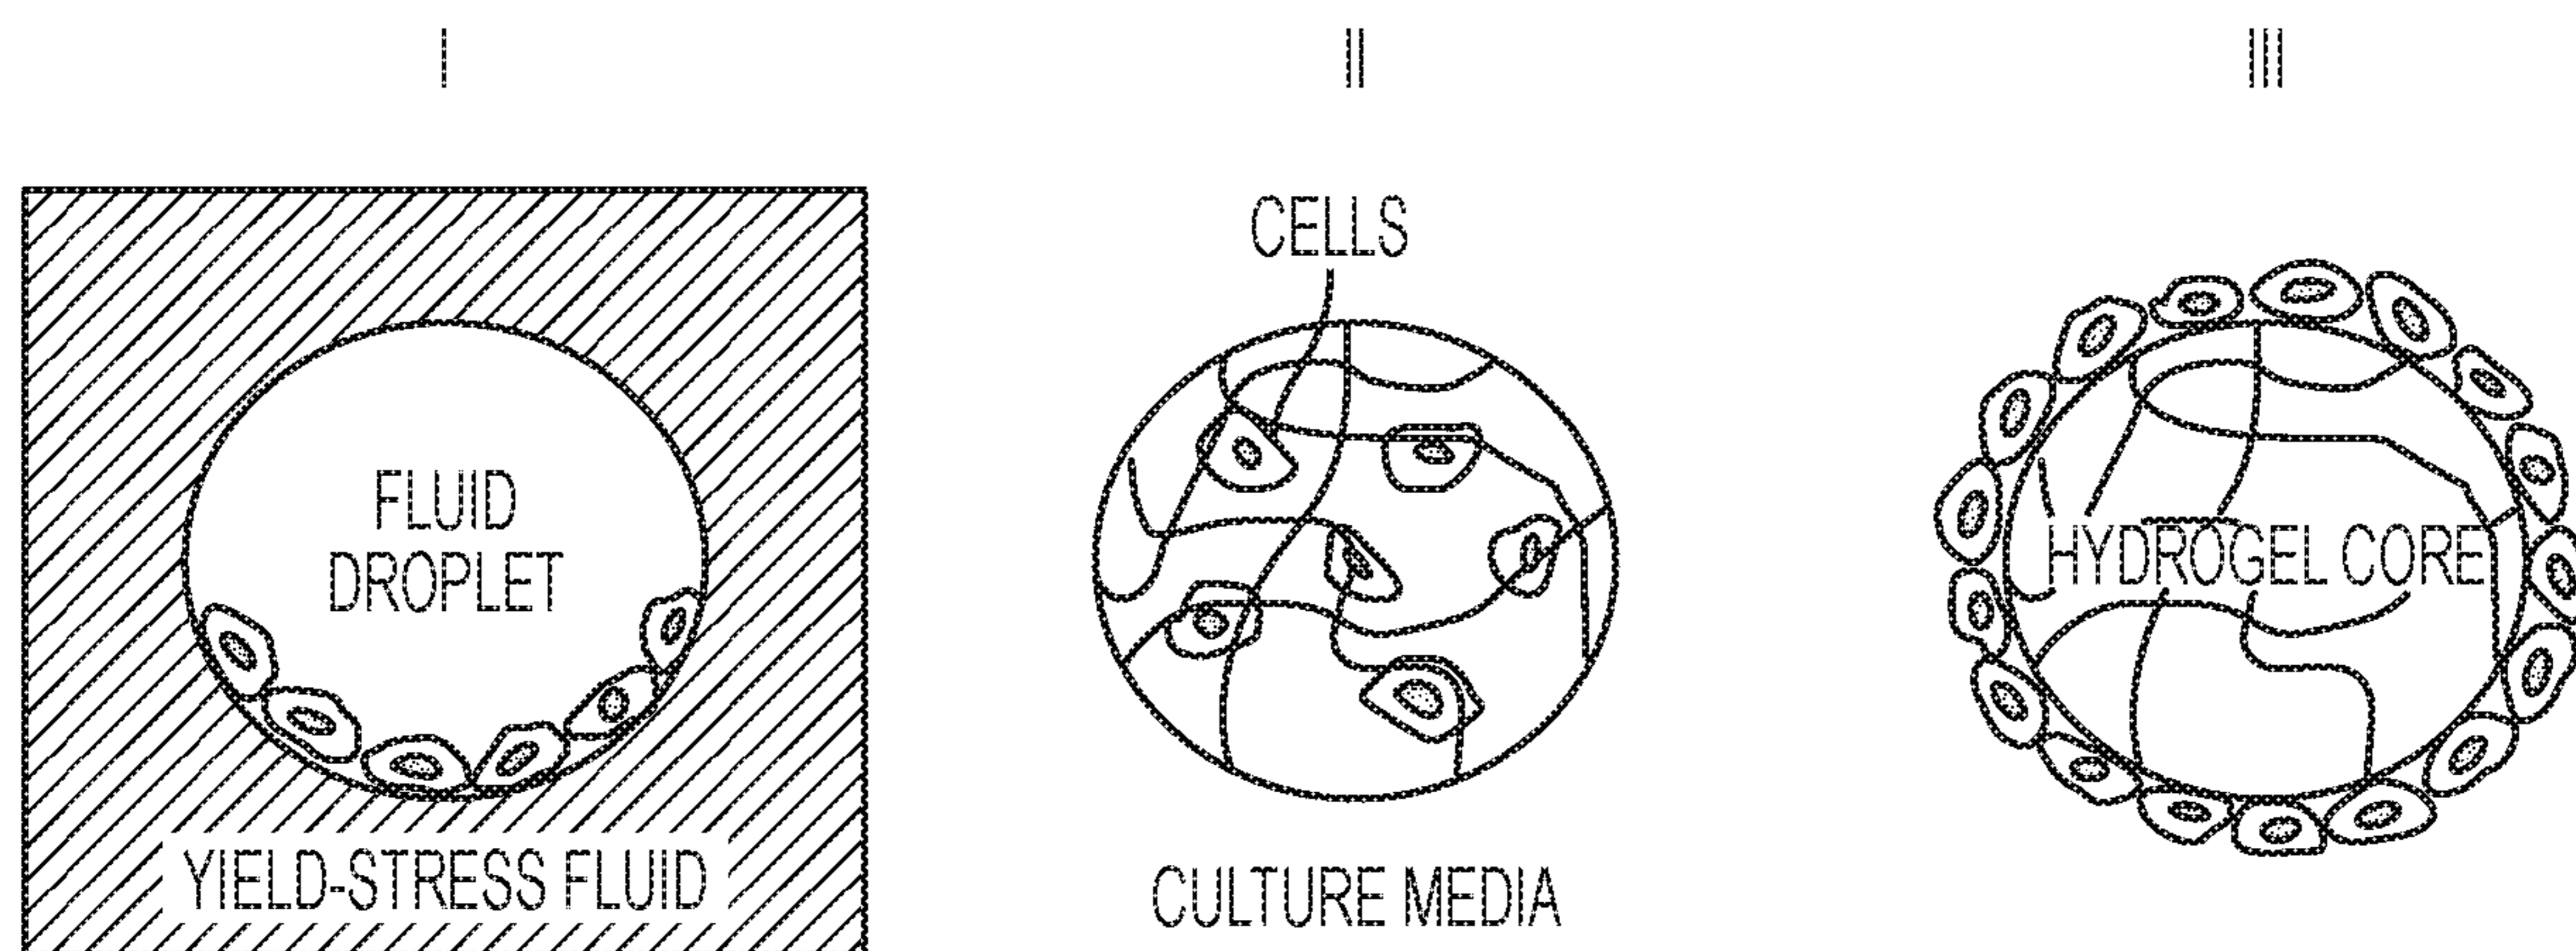 I
II
III
CELLS
FLUID
DROPLET
HYDROGEL CORE
YIELD-STRESS FLUID
CULTURE MEDIA